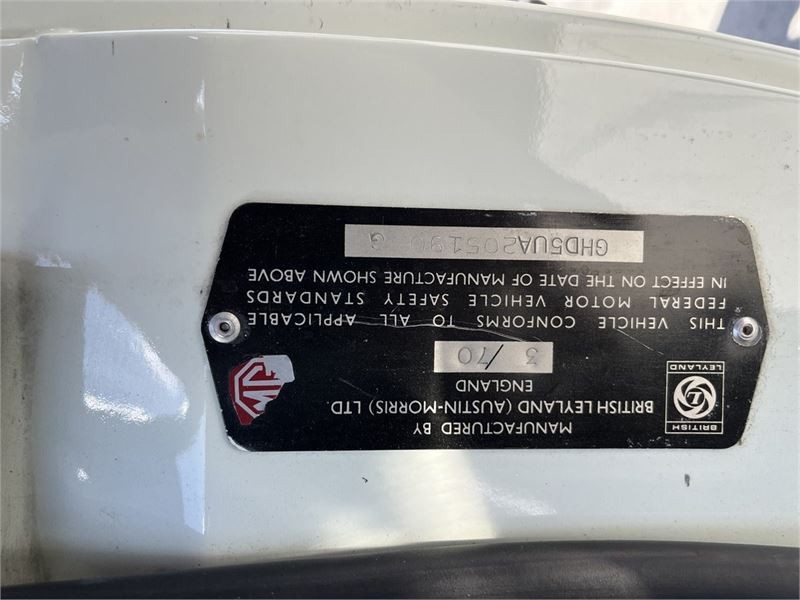 BRITISH
L
LEYLAND
MG
MANUFACTURED BY
BRITISH LEYLAND (AUSTIN-MORRIS) LTD.
ENGLAND
3/70
THIS VEHICLE CONFORMS TO ALL APPLICABLE
FEDERAL MOTOR VEHICLE SAFETY STANDARDS
IN EFFECT ON THE DATE OF MANUFACTURE SHOWN ABOVE
GHD5UA205190 G